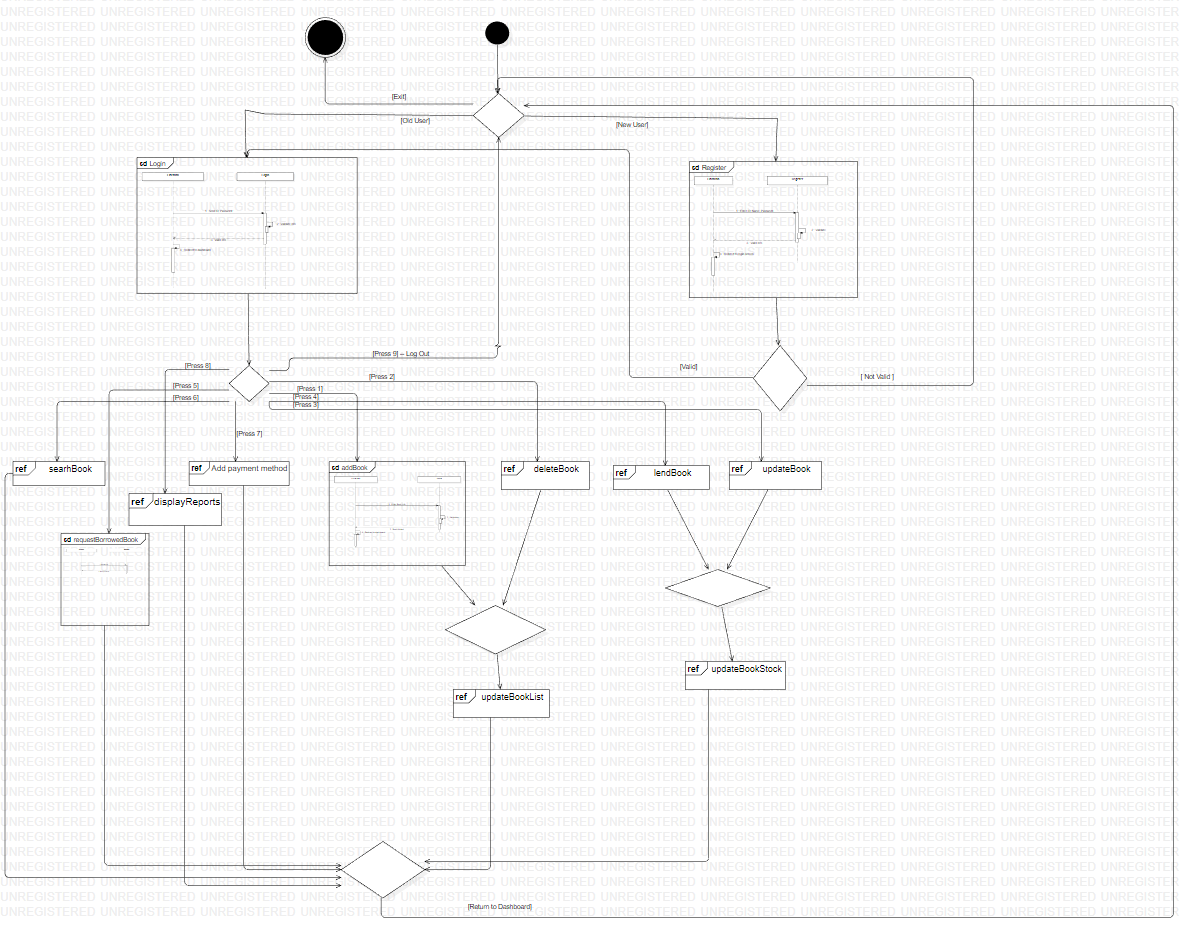 [Exit]
[Old User]
[New User]
sd Login
sd Register
[Press 9] – Log Out
[Valid]
[ Not Valid ]
[Press 8]
[Press 2]
[Press 5]
[Press 1]
[Press 6]
[Press 4]
[Press 3]
[Press 7]
ref searhBook
ref Add payment method
sd addBook
ref deleteBook
ref lendBook
ref updateBook
ref displayReports
sd requestBorrowedBook
ref updateBookStock
ref updateBookList
[Return to Dashboard]
UNREGISTERED